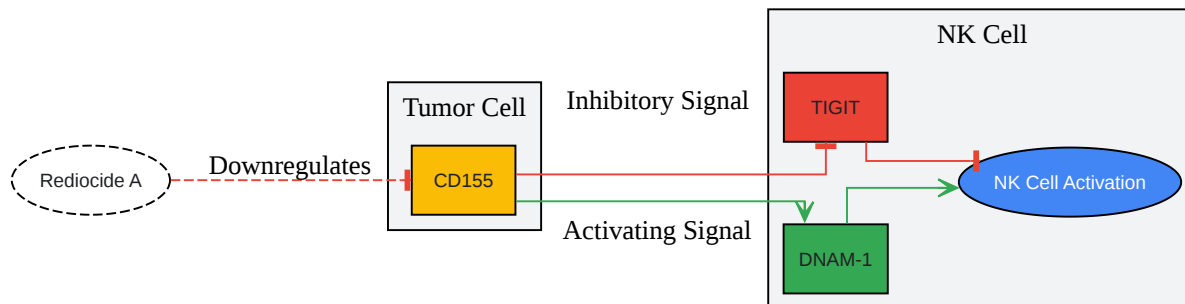 NK Cell
Tumor Cell
Inhibitory Signal
TIGIT
Rediocide A
Downregulates
CD155
NK Cell Activation
Activating Signal
DNAM-1